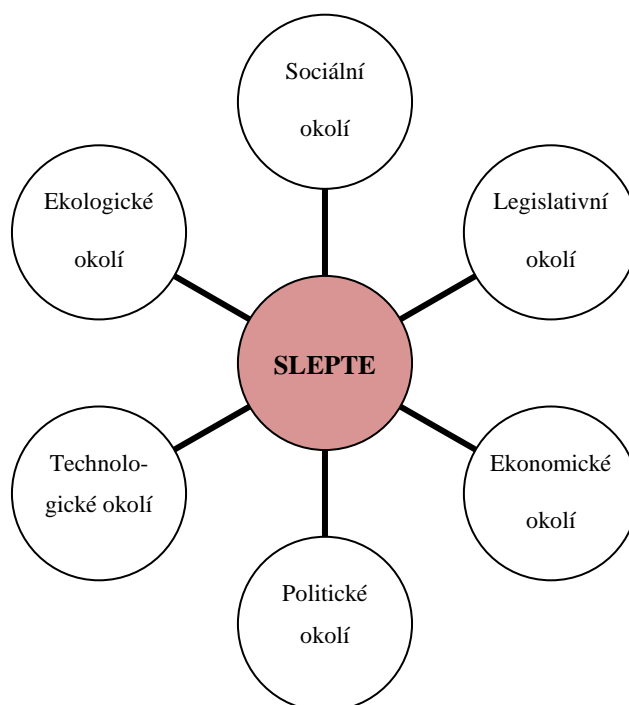 Sociální
okolí
Ekologické
okolí
Legislativní
okolí
SLEPTE
Technolo-
gické okolí
Ekonomické
okolí
Politické
okolí